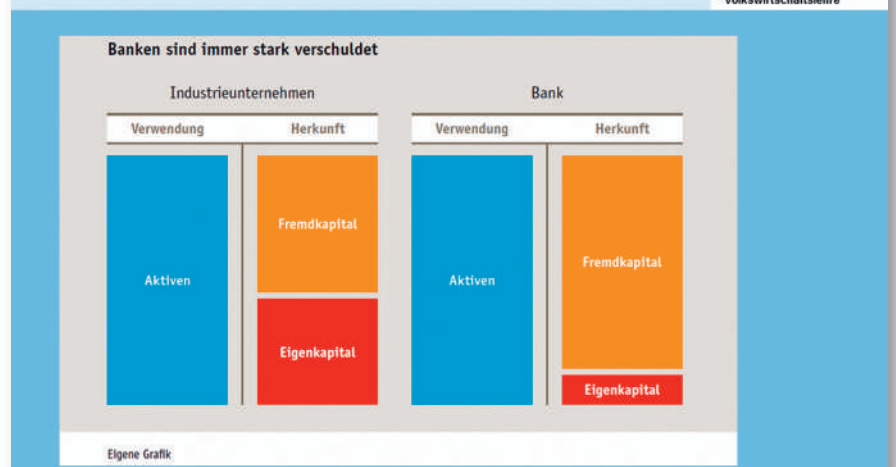 Volkswirtschaftslehre
Banken sind immer stark verschuldet
Industrieunternehmen
Bank
Verwendung
Herkunft
Verwendung
Herkunft
Aktiven
Fremdkapital
Eigenkapital
Aktiven
Fremdkapital
Eigenkapital
Eigene Grafik